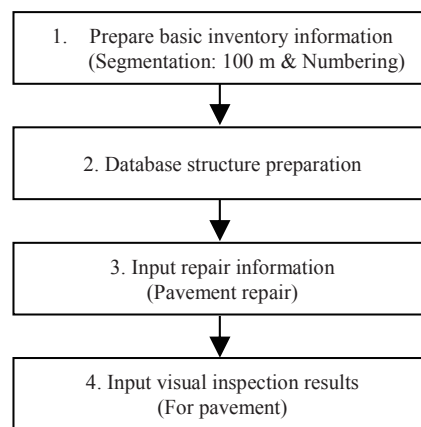 1. Prepare basic inventory information
(Segmentation: 100 m & Numbering)
2. Database structure preparation
3. Input repair information
(Pavement repair)
4. Input visual inspection results
(For pavement)